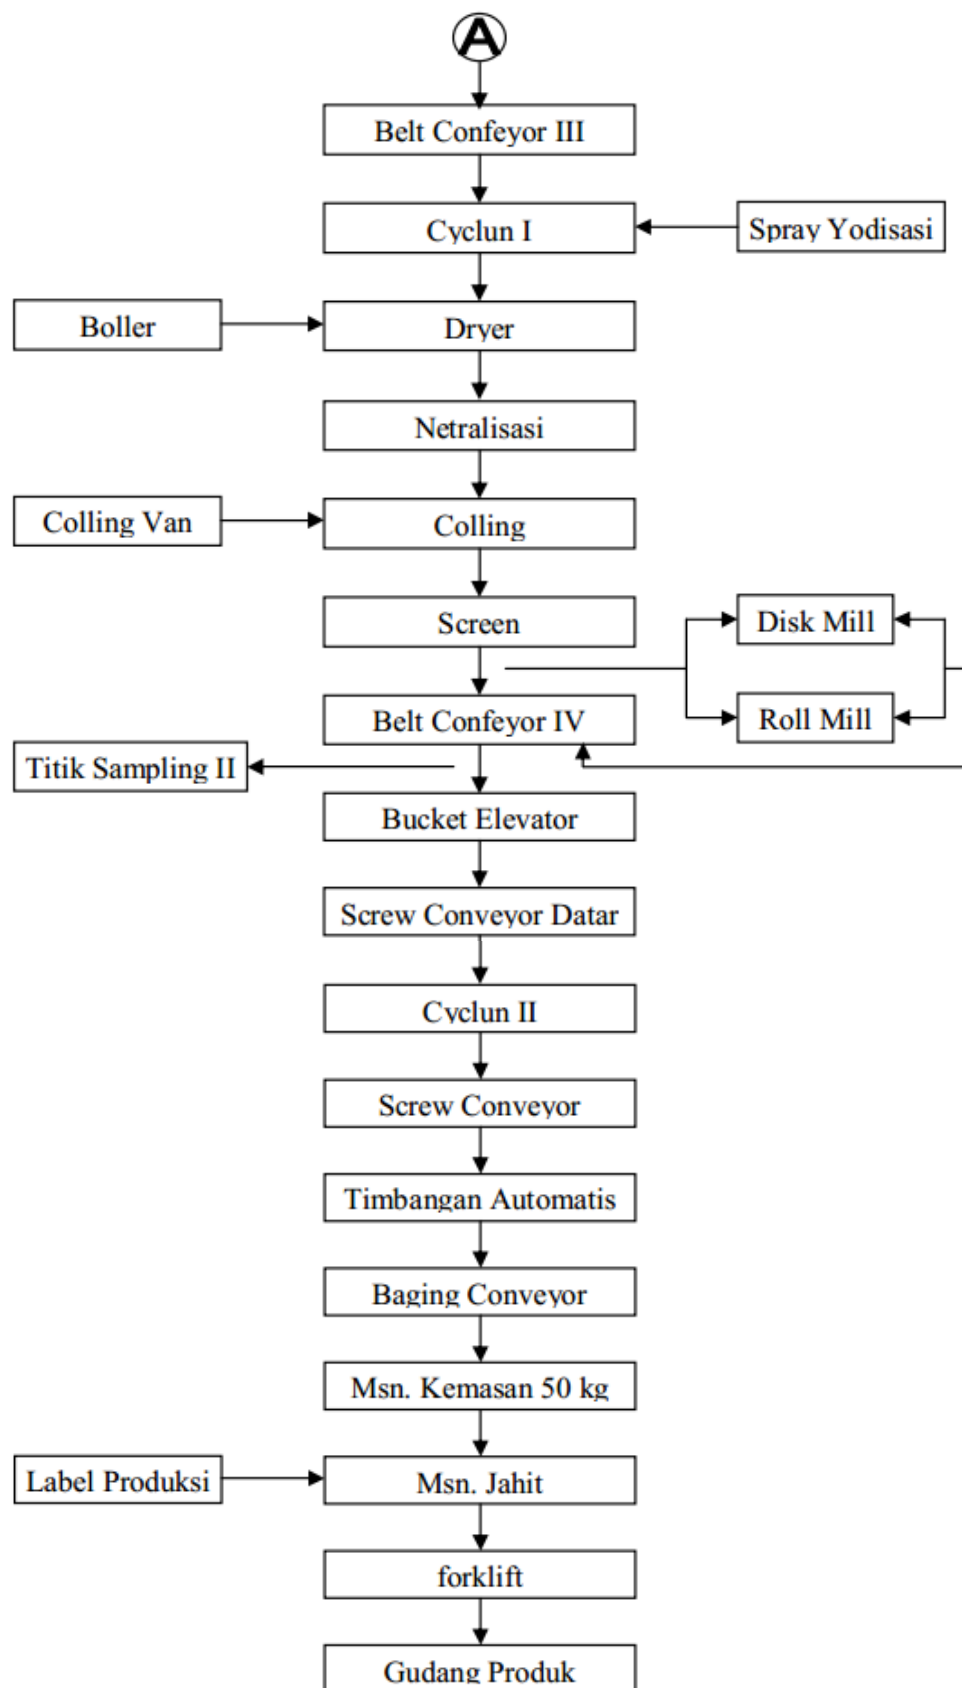 A
Belt Confeyor III
Cyclun I
Spray Yodisasi
Boller
Dryer
Netralisasi
Colling Van
Colling
Screen
Disk Mill
Belt Confeyor IV
Roll Mill
Titik Sampling II
Bucket Elevator
Screw Conveyor Datar
Cyclun II
Screw Conveyor
Timbangan Automatis
Baging Conveyor
Msn. Kemasan 50 kg
Label Produksi
Msn. Jahit
forklift
Gudang Produk